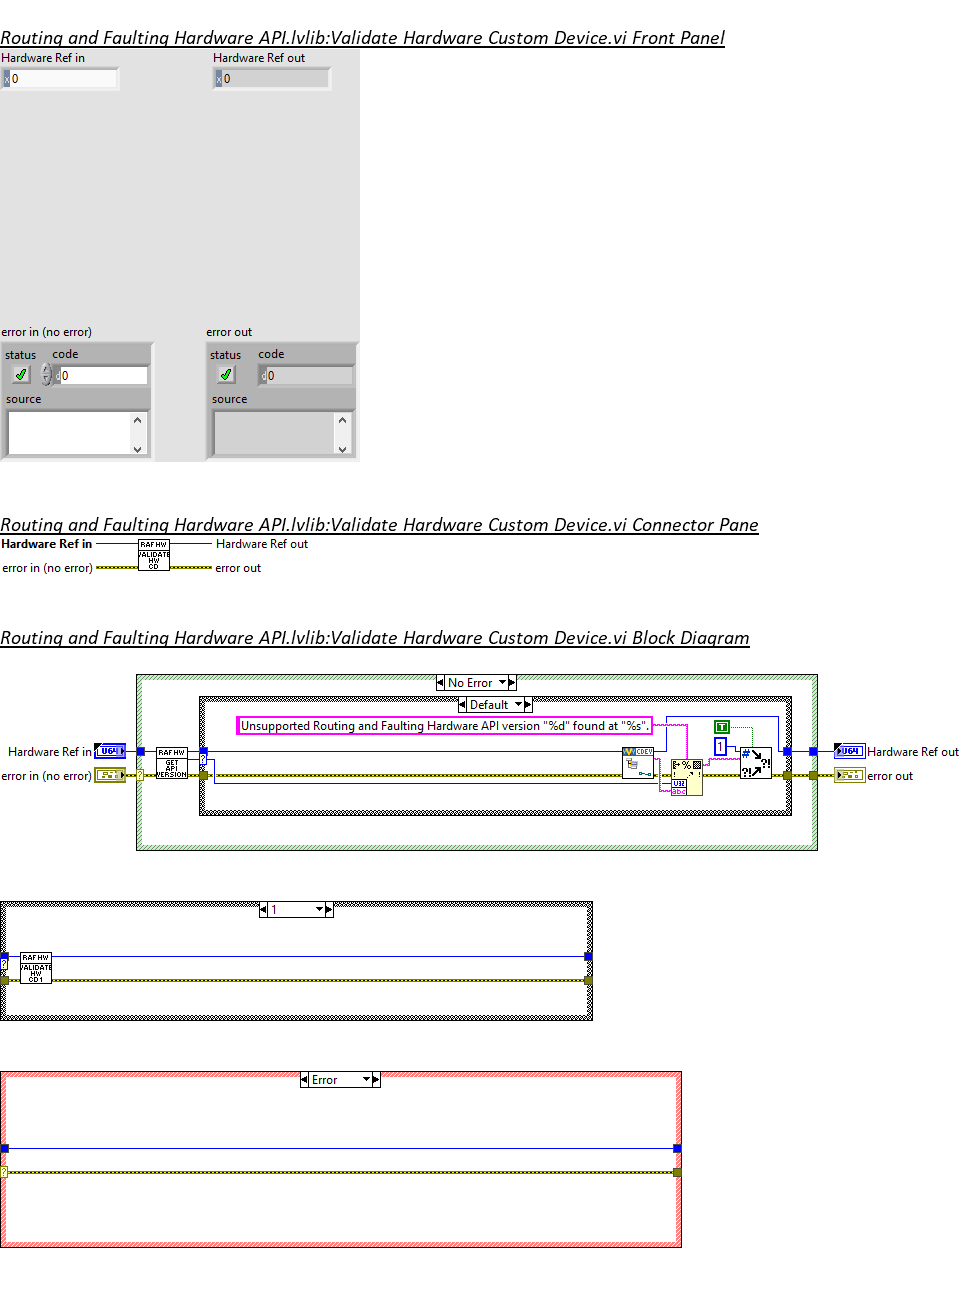 Routing and Faulting Hardware API.lvlib:Validate Hardware Custom Device.vi Front Panel
Hardware Ref in
Hardware Ref out
x 0
x 0
error in (no error)
error out
status code
status code
d 0
d 0
source
source
Routing and Faulting Hardware API.lvlib:Validate Hardware Custom Device.vi Connector Pane
Hardware Ref in
RAF HW
VALIDATE
HW
CD
Hardware Ref out
error in (no error)
error out
Routing and Faulting Hardware API.lvlib:Validate Hardware Custom Device.vi Block Diagram
No Error
Default
Unsupported Routing and Faulting Hardware API version "%d" found at "%s".
T
1
Hardware Ref in
U64
RAF HW
GET
API
VERSION
?
CDEV
%
!
U32
abc
#
?!
?!
U64
Hardware Ref out
error in (no error)
?
error out
1
?
RAF HW
VALIDATE
HW
CD1
Error
?